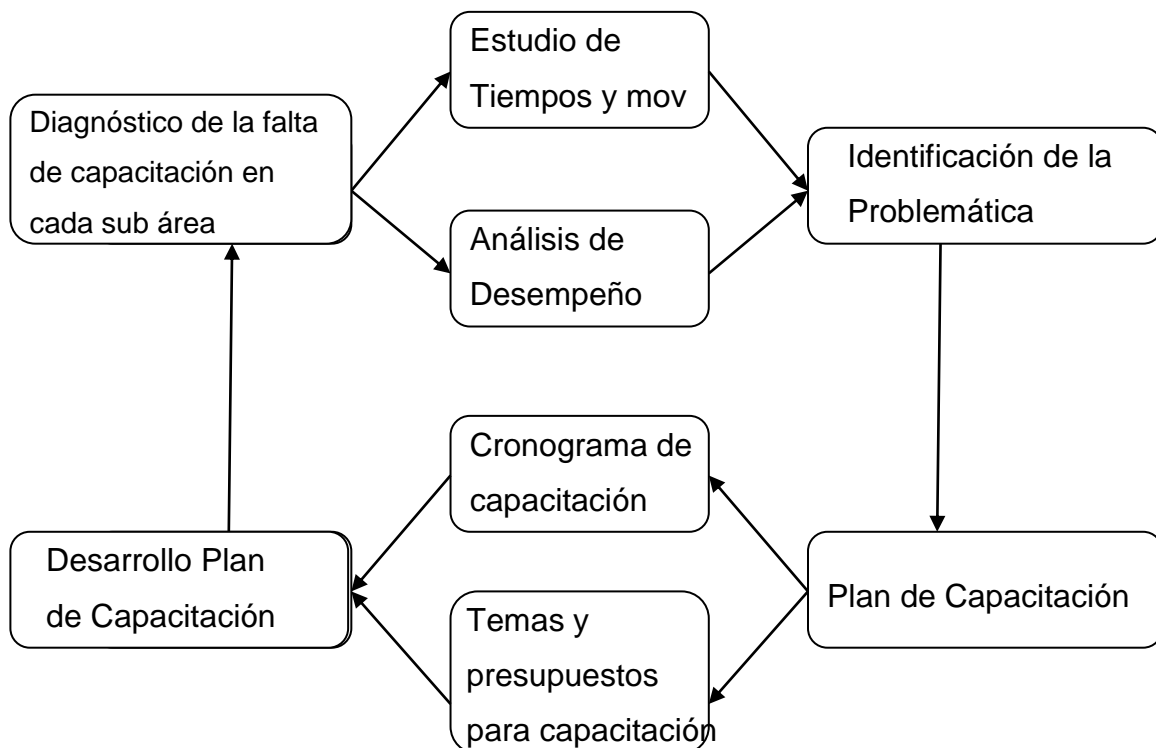 Estudio de
Tiempos y mov
Diagnóstico de la falta
de capacitación en
cada sub área
Identificación de la
Problemática
Análisis de
Desempeño
Cronograma de
capacitación
Desarrollo Plan
de Capacitación
Plan de Capacitación
Temas y
presupuestos
para capacitación